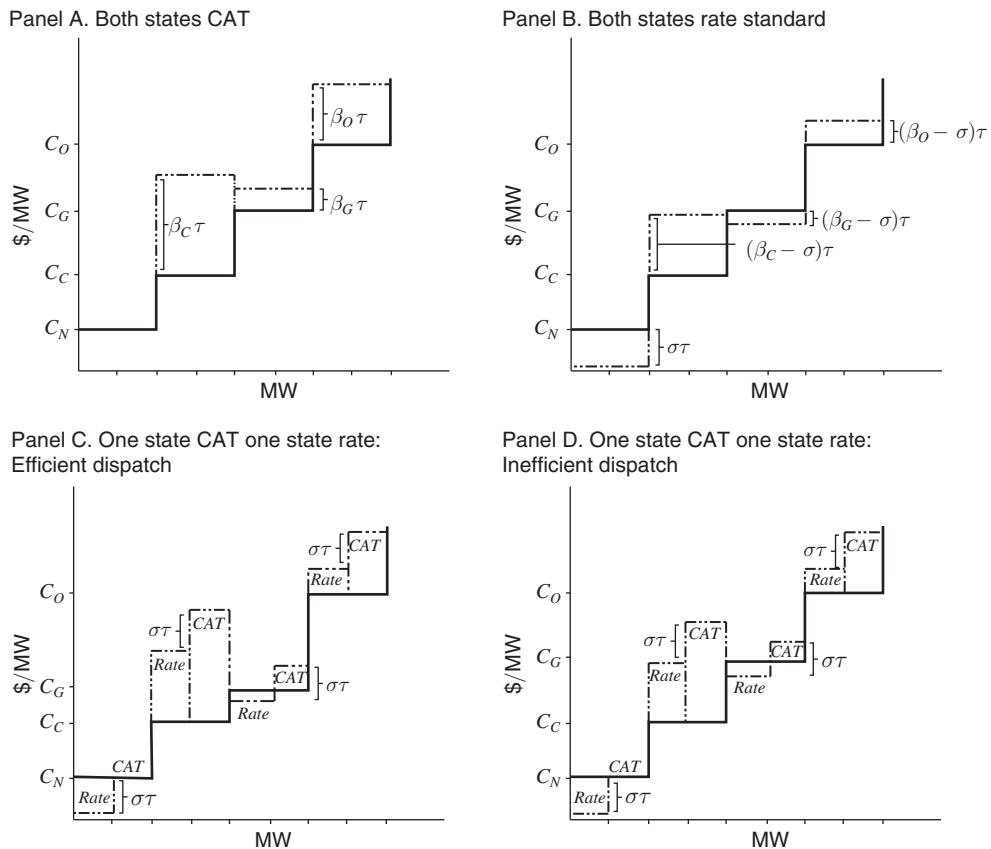 Panel A. Both states CAT
$/MW
C_O
C_G
C_C
C_N
β_O τ
β_G τ
β_C τ
MW
Panel B. Both states rate standard
$/MW
C_O
C_G
C_C
C_N
(β_O − σ)τ
(β_G − σ)τ
(β_C − σ)τ
στ
MW
Panel C. One state CAT one state rate:
Efficient dispatch
$/MW
C_O
C_G
C_C
C_N
στ
CAT
Rate
στ
CAT
Rate
CAT
στ
Rate
CAT
Rate
στ
MW
Panel D. One state CAT one state rate:
Inefficient dispatch
$/MW
C_O
C_G
C_C
C_N
στ
CAT
Rate
στ
CAT
Rate
CAT
στ
Rate
CAT
Rate
στ
MW